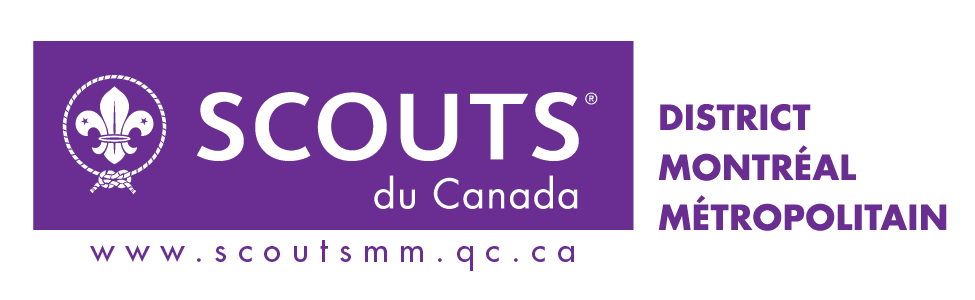 SCOUTS®
du Canada
www.scoutsmm.qc.ca
DISTRICT
MONTRÉAL
MÉTROPOLITAIN